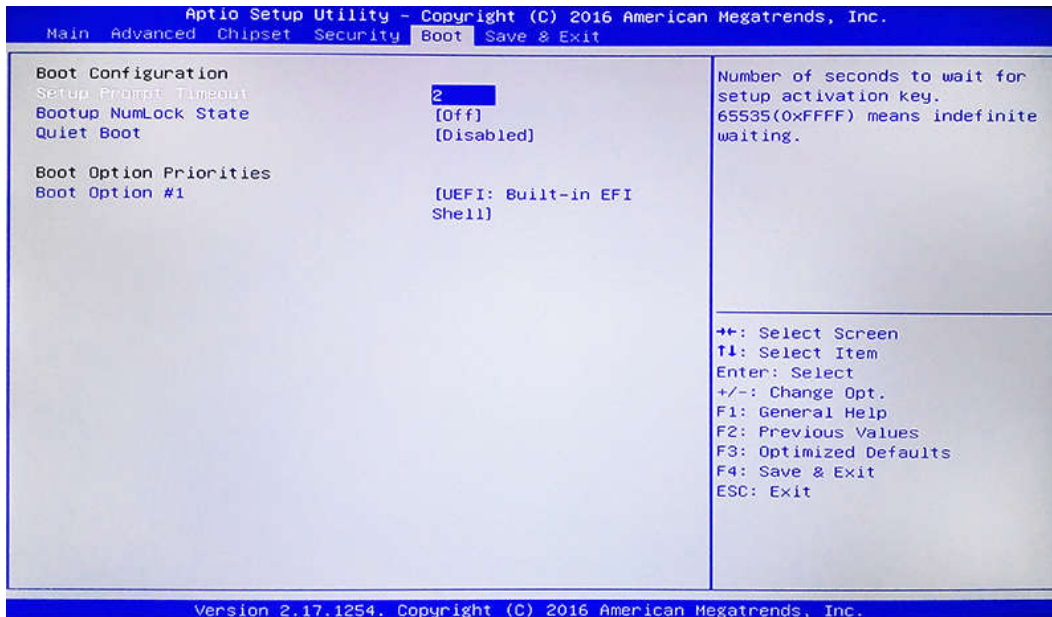 Aptio Setup Utility – Copyright (C) 2016 American Megatrends, Inc.
Main Advanced Chipset Security Boot Save & Exit
Boot Configuration
Setup Prompt Timeout 2
Bootup NumLock State [Off]
Quiet Boot [Disabled]
Boot Option Priorities
Boot Option #1 [UEFI: Built-in EFI
Shell]
Number of seconds to wait for
setup activation key.
65535(0xFFFF) means indefinite
waiting.
→←: Select Screen
↑↓: Select Item
Enter: Select
+/-: Change Opt.
F1: General Help
F2: Previous Values
F3: Optimized Defaults
F4: Save & Exit
ESC: Exit
Version 2.17.1254. Copyright (C) 2016 American Megatrends, Inc.